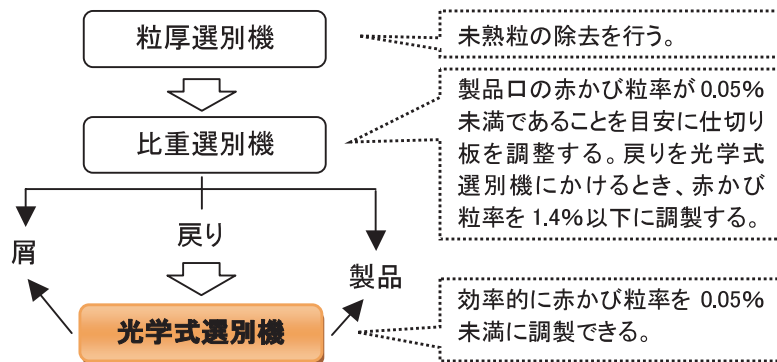 粒厚選別機
未熟粒の除去を行う。
比重選別機
製品口の赤かび粒率が 0.05%
未満であることを目安に仕切り
板を調整する。戻りを光学式
選別機にかけるとき、赤かび
粒率を 1.4%以下に調製する。
屑
戻り
製品
光学式選別機
効率的に赤かび粒率を 0.05%
未満に調製できる。